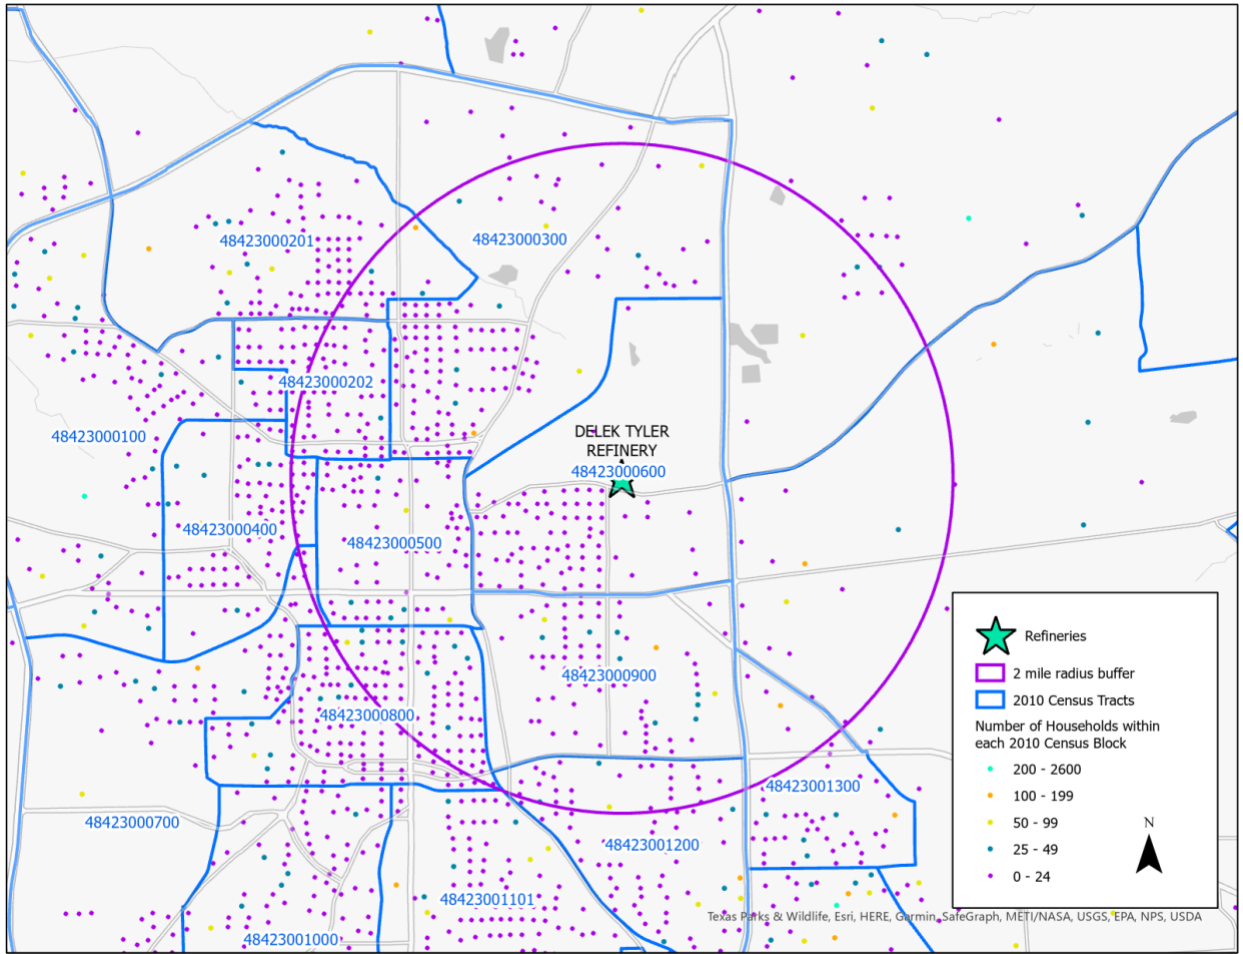 48423000201
48423000300
48423000202
48423000100
DELEK TYLER
REFINERY
48423000600
48423000400
48423000500
48423000900
48423000800
48423001300
48423000700
48423001200
48423001101
48423001000
Refineries
2 mile radius buffer
2010 Census Tracts
Number of Households within
each 2010 Census Block
200 - 2600
100 - 199
50 - 99
25 - 49
0 - 24
N
Texas Parks & Wildlife, Esri, HERE, Garmin, SafeGraph, METI/NASA, USGS, EPA, NPS, USDA